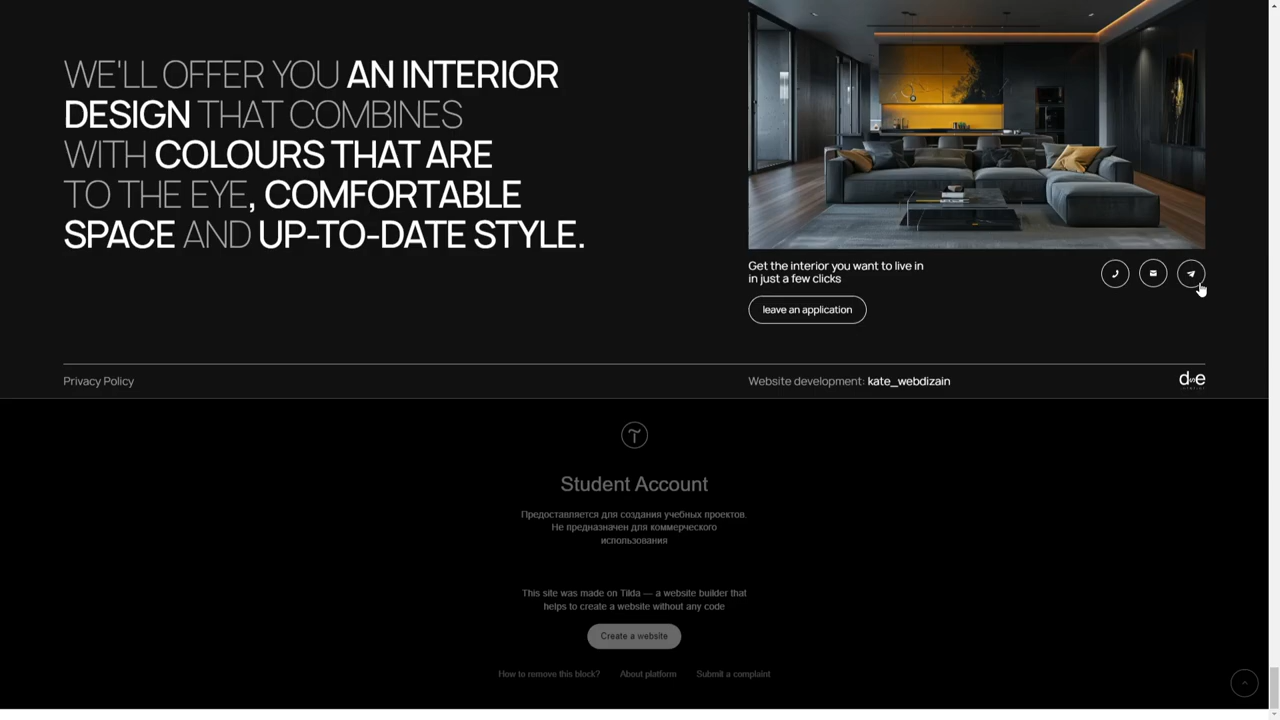 WE'LL OFFER YOU AN INTERIOR
DESIGN THAT COMBINES
WITH COLOURS THAT ARE
TO THE EYE, COMFORTABLE
SPACE AND UP-TO-DATE STYLE.
Get the interior you want to live in
in just a few clicks
leave an application
Privacy Policy
Website development: kate_webdizain
Student Account
Предоставляется для создания учебных проектов.
Не предназначен для коммерческого
использования
This site was made on Tilda — a website builder that
helps to create a website without any code
Create a website
How to remove this block?
About platform
Submit a complaint